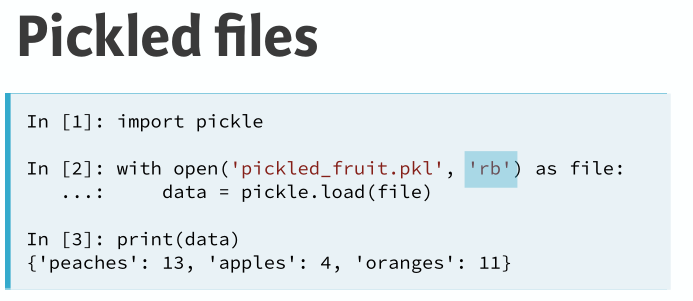 Pickled files
In [1]: import pickle
In [2]: with open('pickled_fruit.pkl', 'rb') as file:
   ...:     data = pickle.load(file)
In [3]: print(data)
{'peaches': 13, 'apples': 4, 'oranges': 11}